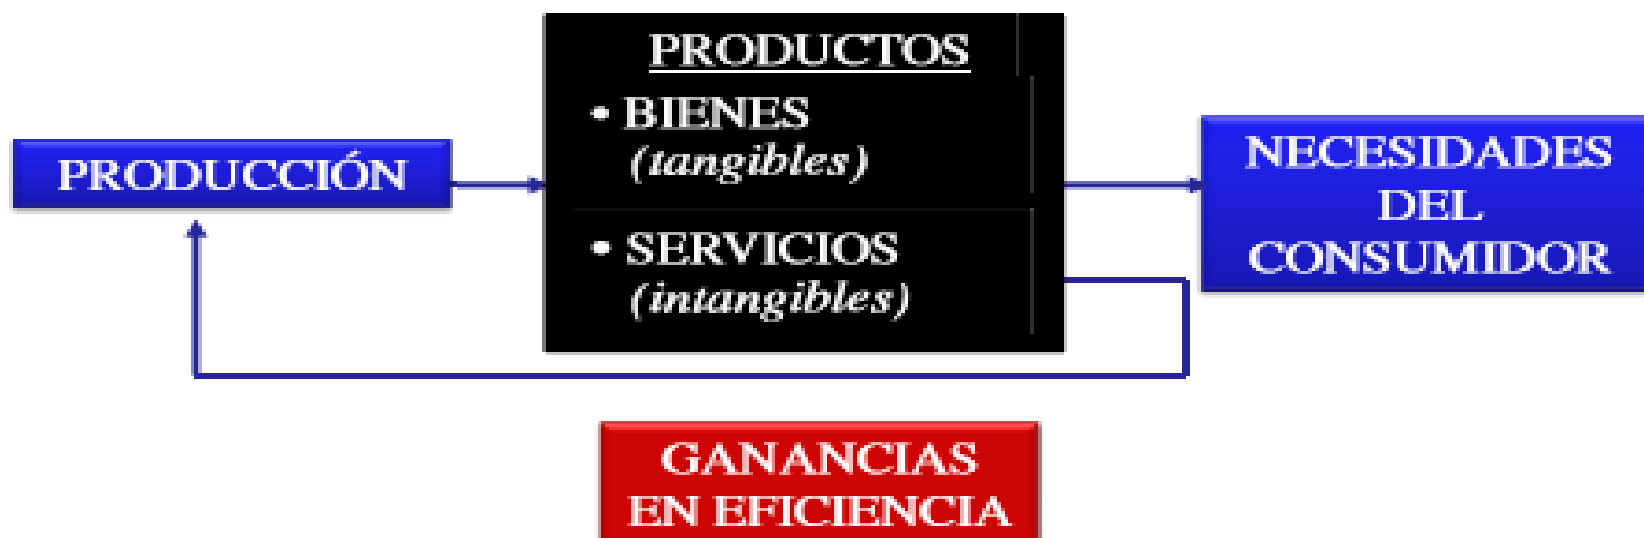 PRODUCTOS
• BIENES
(tangibles)
PRODUCCIÓN
• SERVICIOS
(intangibles)
NECESIDADES
DEL
CONSUMIDOR
GANANCIAS
EN EFICIENCIA